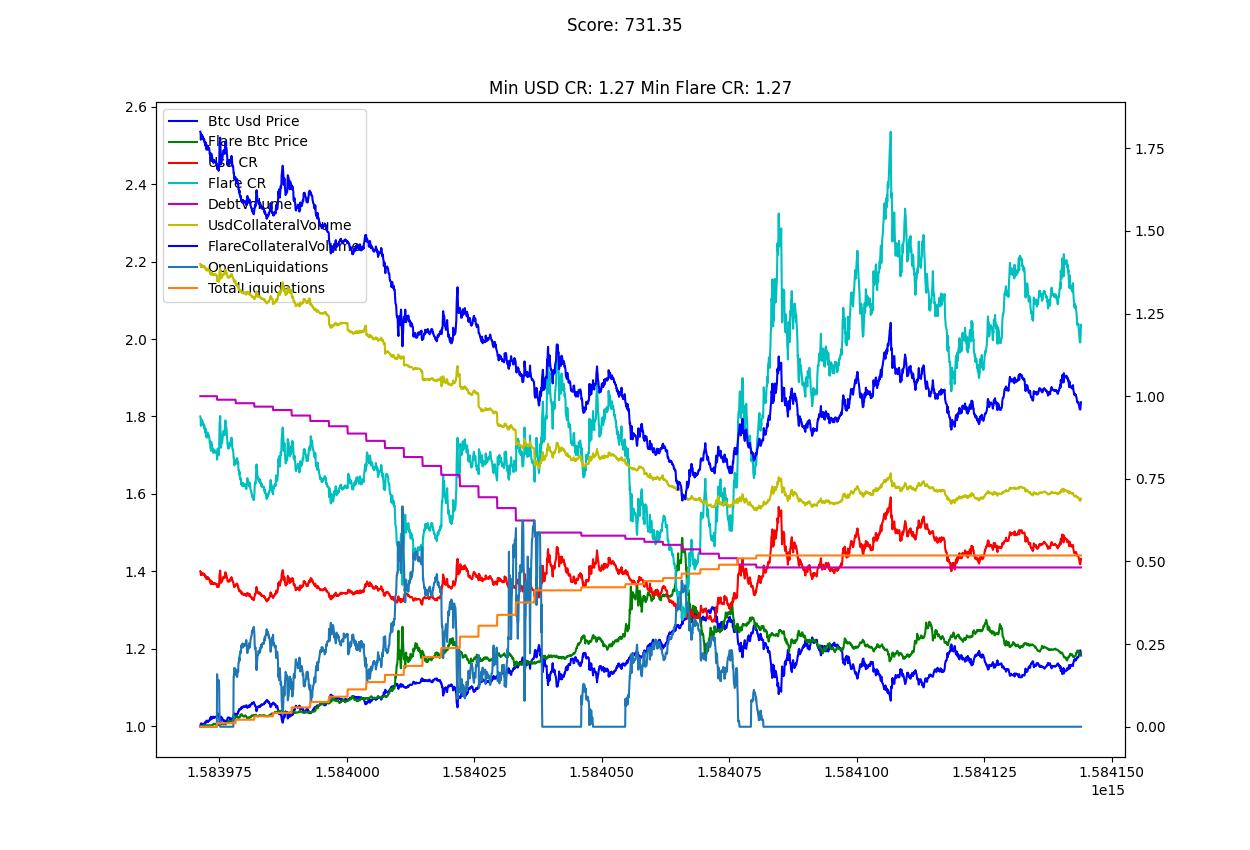 Score: 731.35
Min USD CR: 1.27 Min Flare CR: 1.27
Btc Usd Price
Flare Btc Price
Usd CR
Flare CR
DebtVolume
UsdCollateralVolume
FlareCollateralVolume
OpenLiquidations
TotalLiquidations
2.6
2.4
2.2
2.0
1.8
1.6
1.4
1.2
1.0
1.75
1.50
1.25
1.00
0.75
0.50
0.25
0.00
1.583975 1.584000 1.584025 1.584050 1.584075 1.584100 1.584125 1.584150
1e15